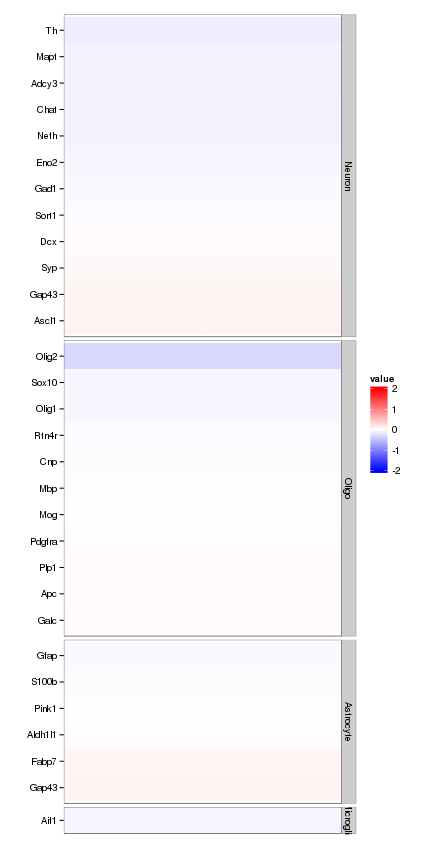 Th
Mapt
Adcy3
Chat
Nefh
Eno2
Gad1
Sort1
Dcx
Syp
Gap43
Ascl1
Neuron
Olig2
Sox10
Olig1
Rtn4r
Cnp
Mbp
Mog
Pdgfra
Plp1
Apc
Galc
Oligo
Gfap
S100b
Pink1
Aldh1l1
Fabp7
Gap43
Astrocyte
Aif1
value
2
1
0
-1
-2